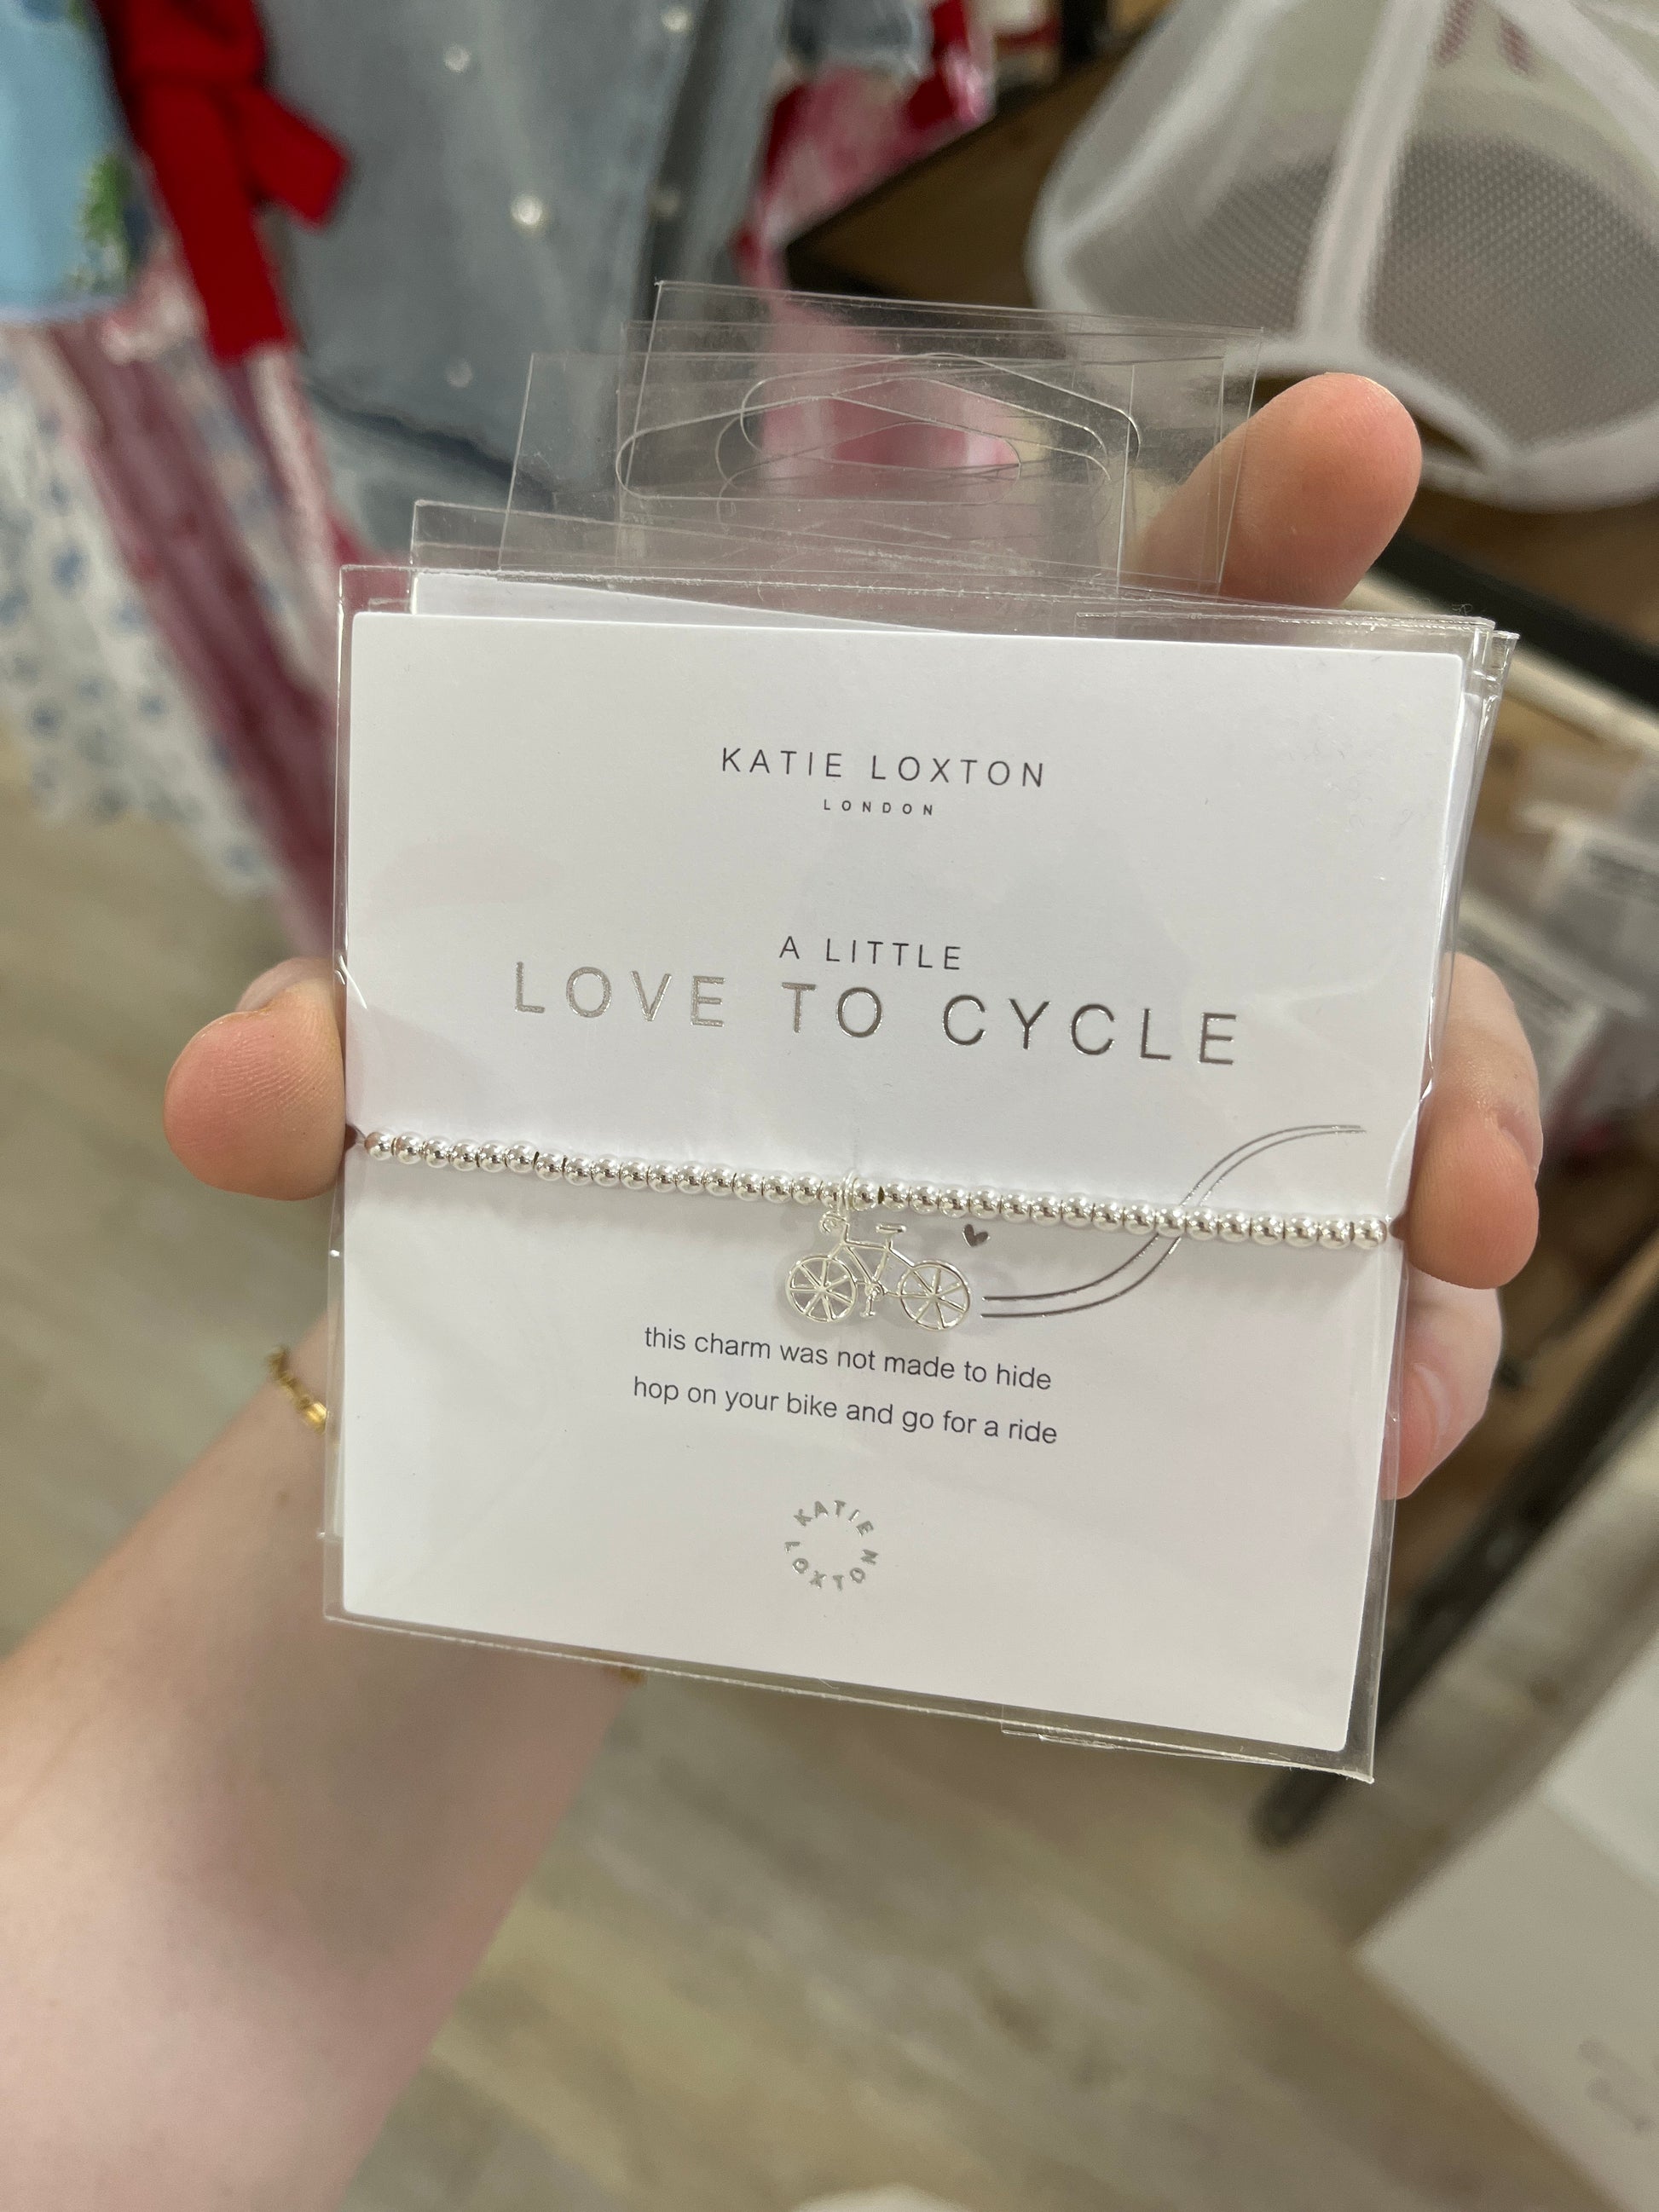 KATIE LOXTON
LONDON
A LITTLE
LOVE TO CYCLE
this charm was not made to hide
hop on your bike and go for a ride
KATIE LOXTON